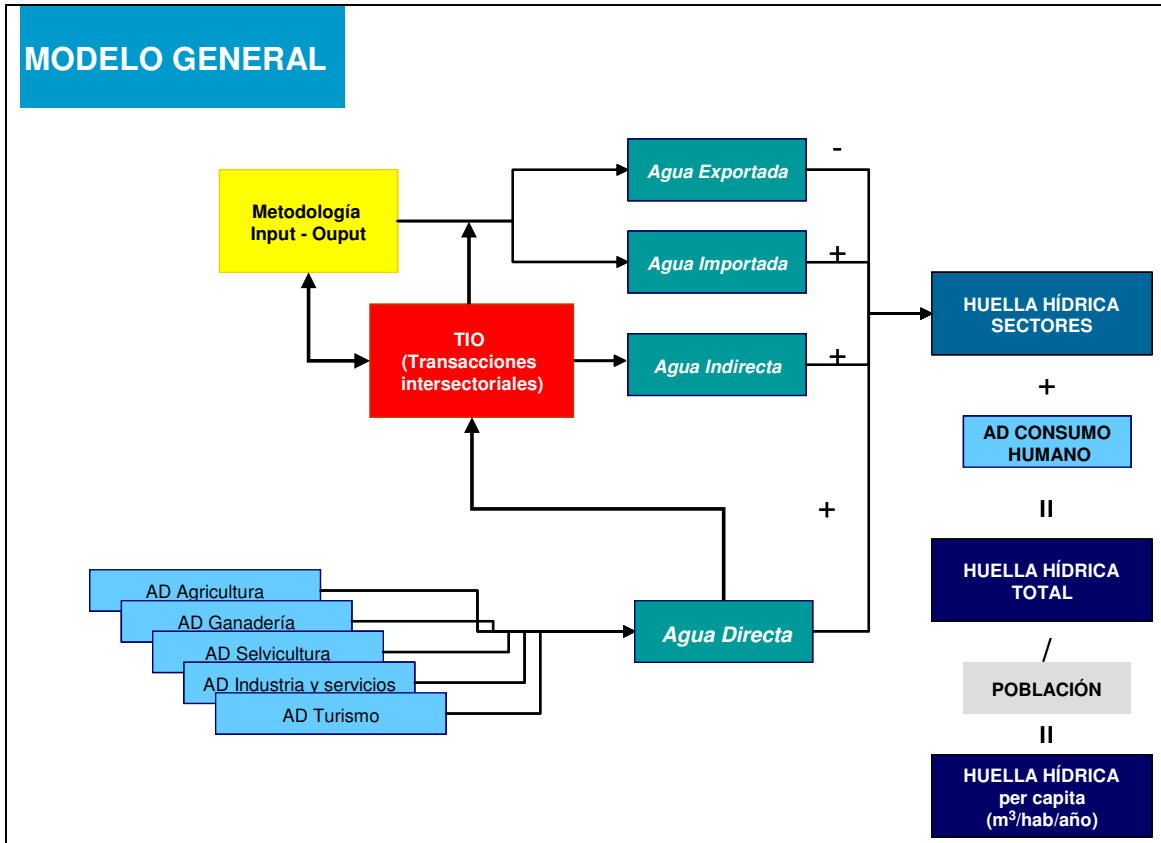 MODELO GENERAL
Agua Exportada
-
Metodología
Input - Ouput
Agua Importada
+
TIO
(Transacciones
intersectoriales)
Agua Indirecta
+
HUELLA HÍDRICA
SECTORES
+
AD CONSUMO
HUMANO
+
=
HUELLA HÍDRICA
TOTAL
AD Agricultura
AD Ganadería
AD Selvicultura
AD Industria y servicios
AD Turismo
Agua Directa
/
POBLACIÓN
=
HUELLA HÍDRICA
per capita
(m³/hab/año)